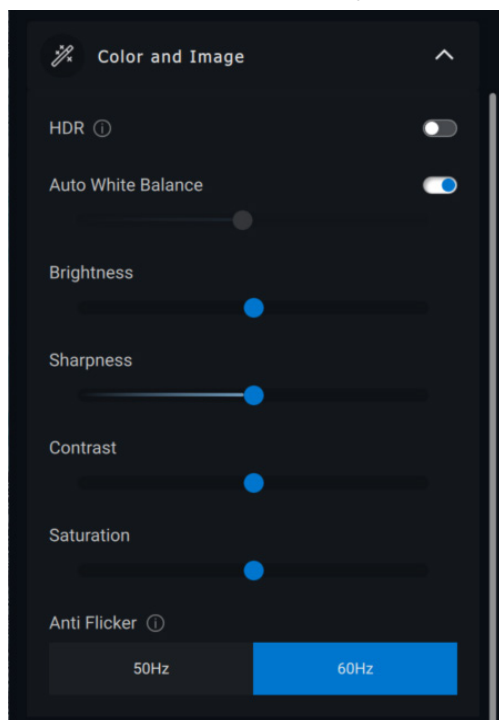 Color and Image
HDR
Auto White Balance
Brightness
Sharpness
Contrast
Saturation
Anti Flicker
50Hz 60Hz